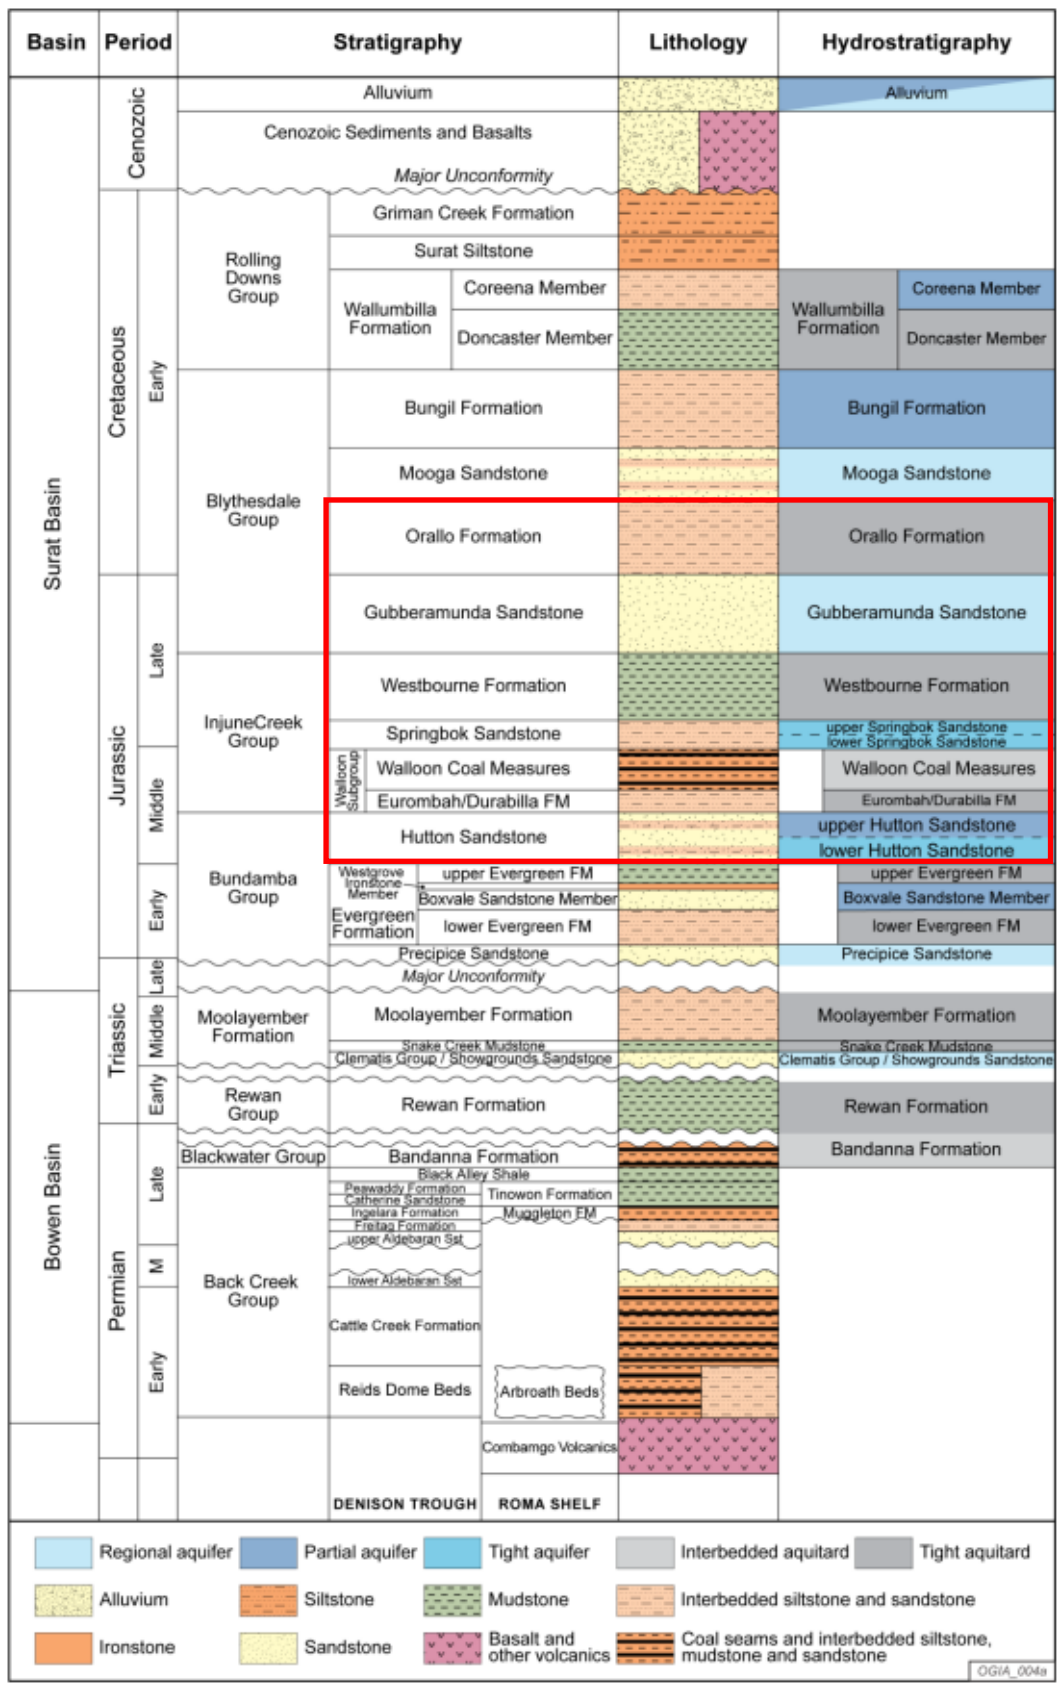 Basin Period Stratigraphy Lithology Hydrostratigraphy
Surat Basin
Bowen Basin
Cenozoic
Cretaceous
Jurassic
Triassic
Permian
Early
Late
Middle
Early
Late
Middle
Early
Late
M
Early
Alluvium
Cenozoic Sediments and Basalts
Major Unconformity
Rolling
Downs
Group
Griman Creek Formation
Surat Siltstone
Wallumbilla
Formation
Coreena Member
Doncaster Member
Blythesdale
Group
Bungil Formation
Mooga Sandstone
Orallo Formation
Gubberamunda Sandstone
InjuneCreek
Group
Westbourne Formation
Springbok Sandstone
Walloon
Subgroup
Walloon Coal Measures
Eurombah/Durabilla FM
Bundamba
Group
Hutton Sandstone
Westgrove
Ironstone
Member
Evergreen
Formation
upper Evergreen FM
Boxvale Sandstone Member
lower Evergreen FM
Precipice Sandstone
Major Unconformity
Moolayember
Formation
Moolayember Formation
Snake Creek Mudstone
Clematis Group / Showgrounds Sandstone
Rewan
Group
Rewan Formation
Blackwater Group
Bandanna Formation
Back Creek
Group
Black Alley Shale
Peawaddy Formation
Catherine Sandstone
Ingelara Formation
Freitag Formation
upper Aldebaran Sst
lower Aldebaran Sst
Cattle Creek Formation
Reids Dome Beds
Tinowon Formation
Muggleton FM
Arbroath Beds
Combamgo Volcanics
DENISON TROUGH
ROMA SHELF
Alluvium
Wallumbilla
Formation
Coreena Member
Doncaster Member
Bungil Formation
Mooga Sandstone
Orallo Formation
Gubberamunda Sandstone
Westbourne Formation
upper Springbok Sandstone
lower Springbok Sandstone
Walloon Coal Measures
Eurombah/Durabilla FM
upper Hutton Sandstone
lower Hutton Sandstone
upper Evergreen FM
Boxvale Sandstone Member
lower Evergreen FM
Precipice Sandstone
Moolayember Formation
Snake Creek Mudstone
Clematis Group / Showgrounds Sandstone
Rewan Formation
Bandanna Formation
Regional aquifer
Partial aquifer
Tight aquifer
Interbedded aquitard
Tight aquitard
Alluvium
Siltstone
Mudstone
Interbedded siltstone and sandstone
Ironstone
Sandstone
Basalt and
other volcanics
Coal seams and interbedded siltstone,
mudstone and sandstone
OGIA_004a